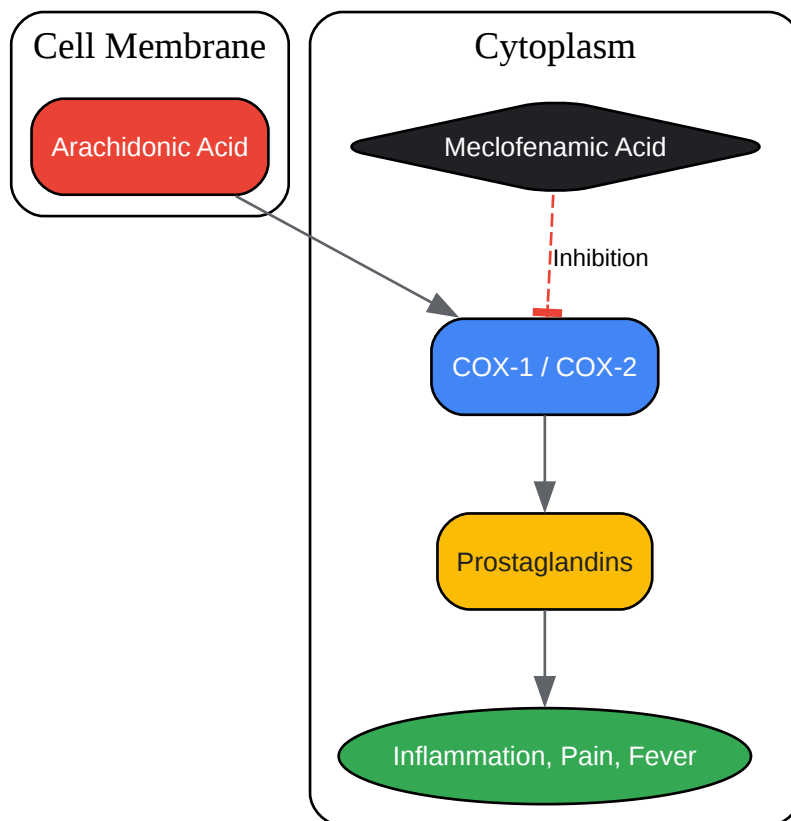 Cell Membrane
Cytoplasm
Arachidonic Acid
Meclofenamic Acid
Inhibition
COX-1 / COX-2
Prostaglandins
Inflammation, Pain, Fever